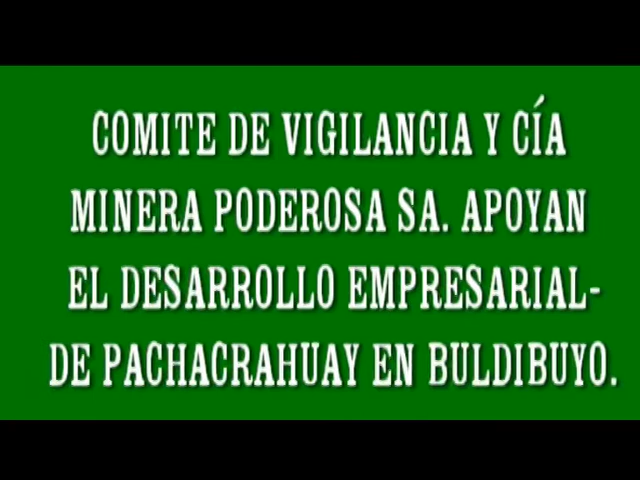 COMITE DE VIGILANCIA Y CÍA
MINERA PODEROSA SA. APOYAN
EL DESARROLLO EMPRESARIAL-
DE PACHACRAHUAY EN BULDIBUYO.